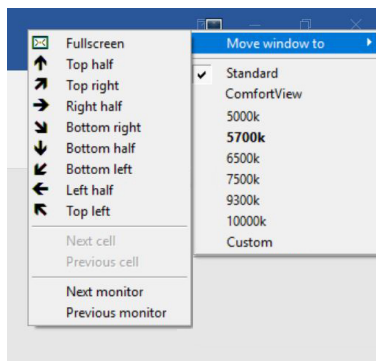 Move window to
Standard
ComfortView
5000k
5700k
6500k
7500k
9300k
10000k
Custom
Fullscreen
Top half
Top right
Right half
Bottom right
Bottom half
Bottom left
Left half
Top left
Next cell
Previous cell
Next monitor
Previous monitor